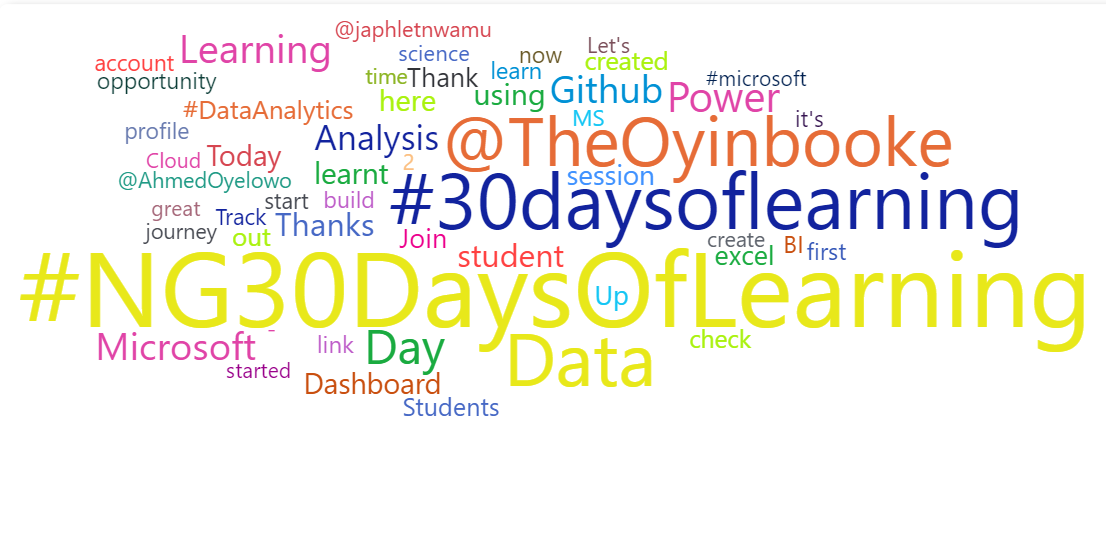 @japhletnwamu
Learning
science
now
Let's
account
created
opportunity
time
Thank
learn
#microsoft
here
using
Github
Power
#DataAnalytics
MS
it's
profile
Analysis
@TheOyinbooke
Cloud
Today
2
@AhmedOyelowo
learnt
session
start
build
#30daysoflearning
great
Track
journey
out
Thanks
Join
create
BI
first
student
excel
#NG30DaysOfLearning
Up
Microsoft
link
Day
Data
check
started
Dashboard
Students